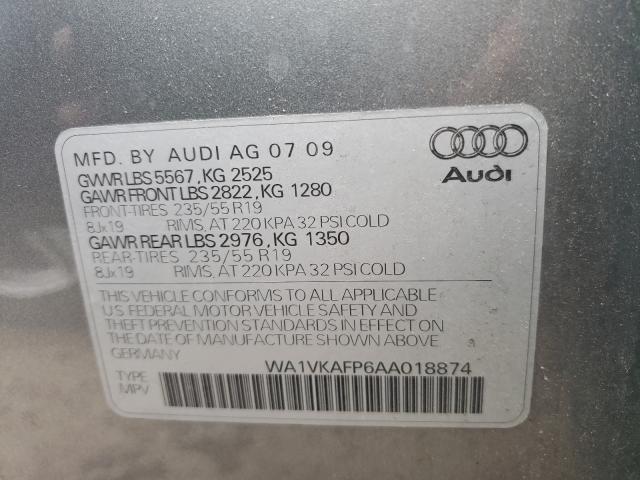 MFD. BY AUDI AG 07 09
GVWR LBS 5567, KG 2525
GAWR FRONT LBS 2822, KG 1280
FRONT-TIRES 235/55 R19
8Jx19 RIMS, AT 220 KPA 32 PSI COLD
GAWR REAR LBS 2976, KG 1350
REAR-TIRES 235/55 R19
8Jx19 RIMS, AT 220 KPA 32 PSI COLD
THIS VEHICLE CONFORMS TO ALL APPLICABLE
US FEDERAL MOTOR VEHICLE SAFETY AND
THEFT PREVENTION STANDARDS IN EFFECT ON
THE DATE OF MANUFACTURE SHOWN ABOVE
GERMANY
WA1VKAFP6AA018874
TYPE
MPV
Audi